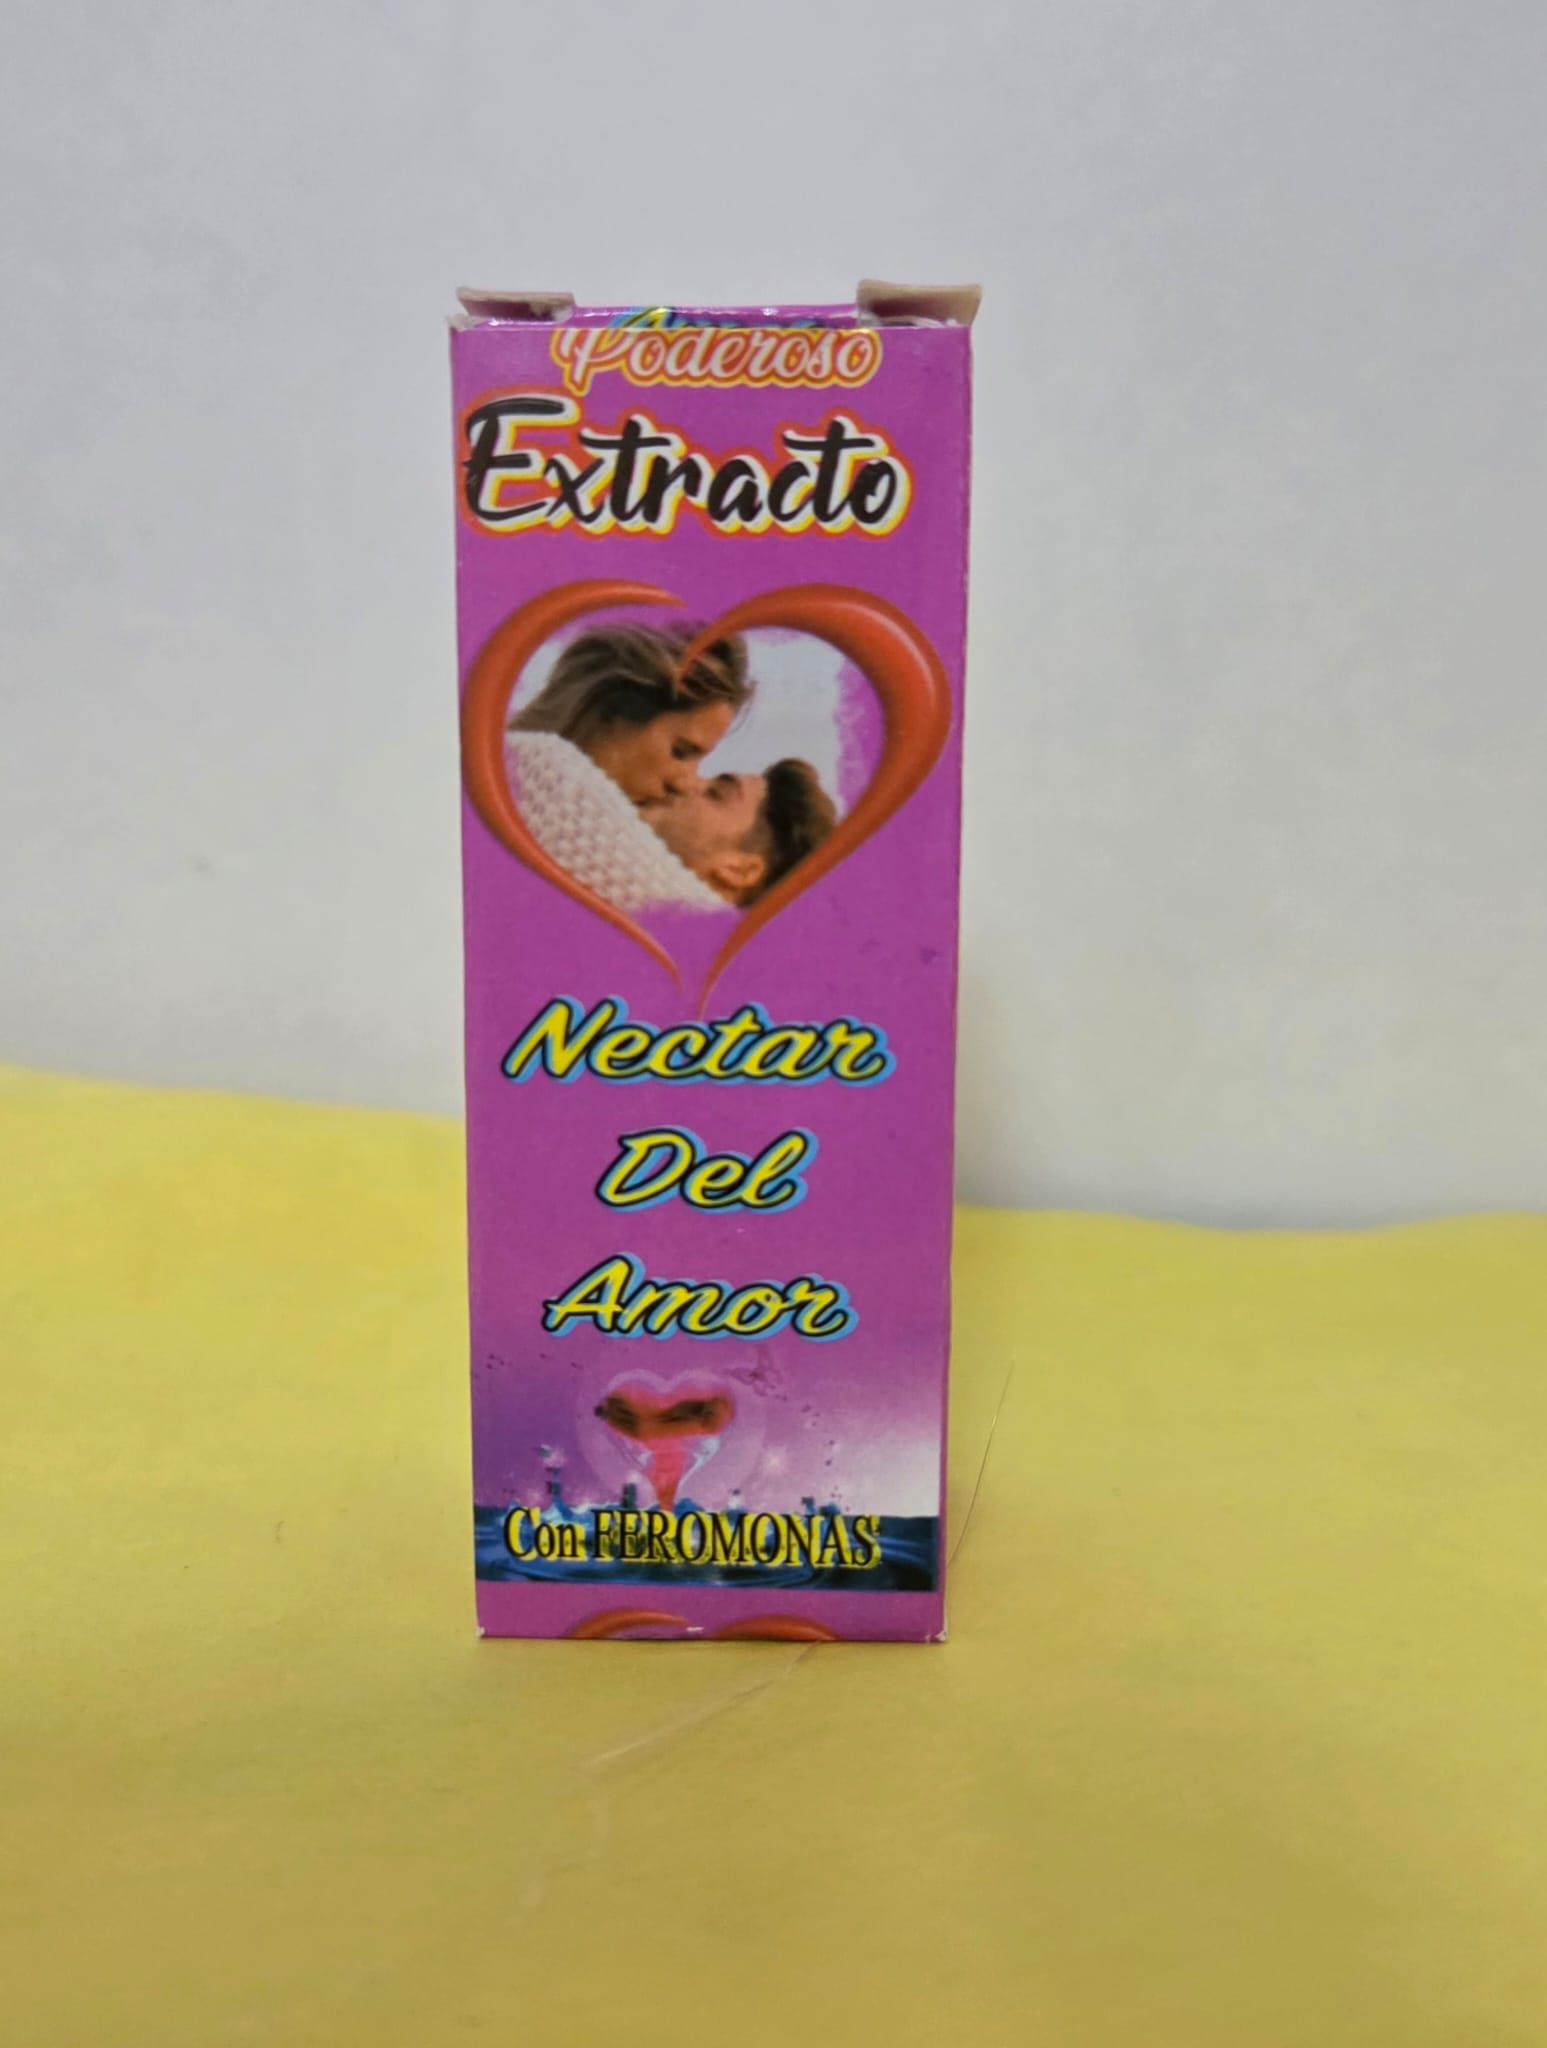 Poderoso
Extracto
Nectar
Del
Amor
Con FEROMONAS